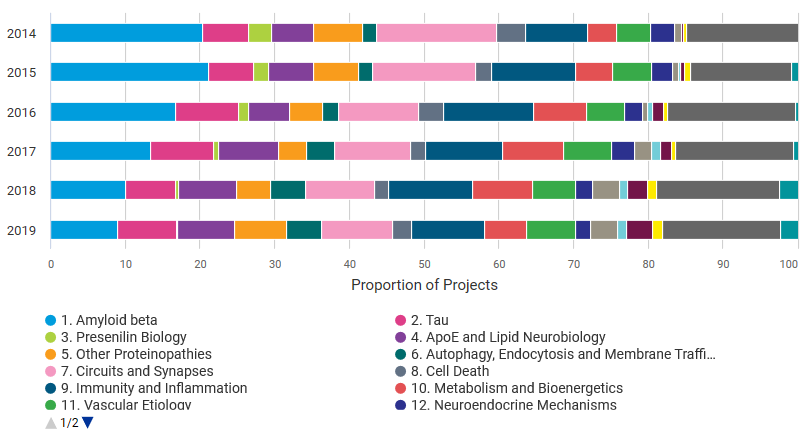 2014
2015
2016
2017
2018
2019
0 10 20 30 40 50 60 70 80 90 100
Proportion of Projects
1. Amyloid beta 2. Tau
3. Presenilin Biology 4. ApoE and Lipid Neurobiology
5. Other Proteinopathies 6. Autophagy, Endocytosis and Membrane Traffi...
7. Circuits and Synapses 8. Cell Death
9. Immunity and Inflammation 10. Metabolism and Bioenergetics
11. Vascular Etiology 12. Neuroendocrine Mechanisms
1/2